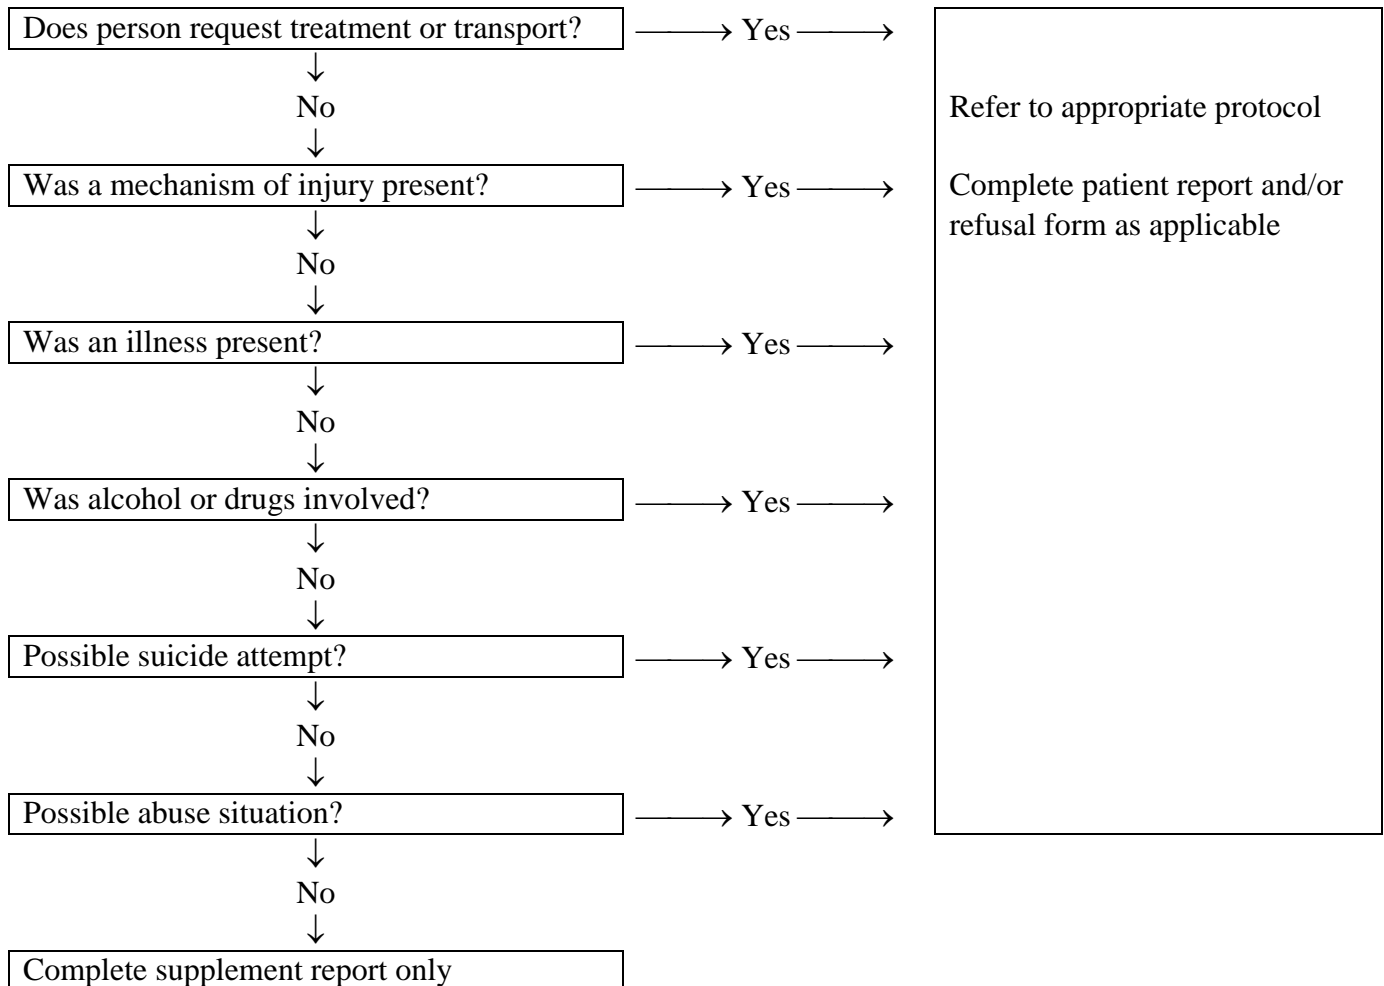 Does person request treatment or transport?
Yes
No
Refer to appropriate protocol
Was a mechanism of injury present?
Yes
Complete patient report and/or
refusal form as applicable
No
Was an illness present?
Yes
No
Was alcohol or drugs involved?
Yes
No
Possible suicide attempt?
Yes
No
Possible abuse situation?
Yes
No
Complete supplement report only